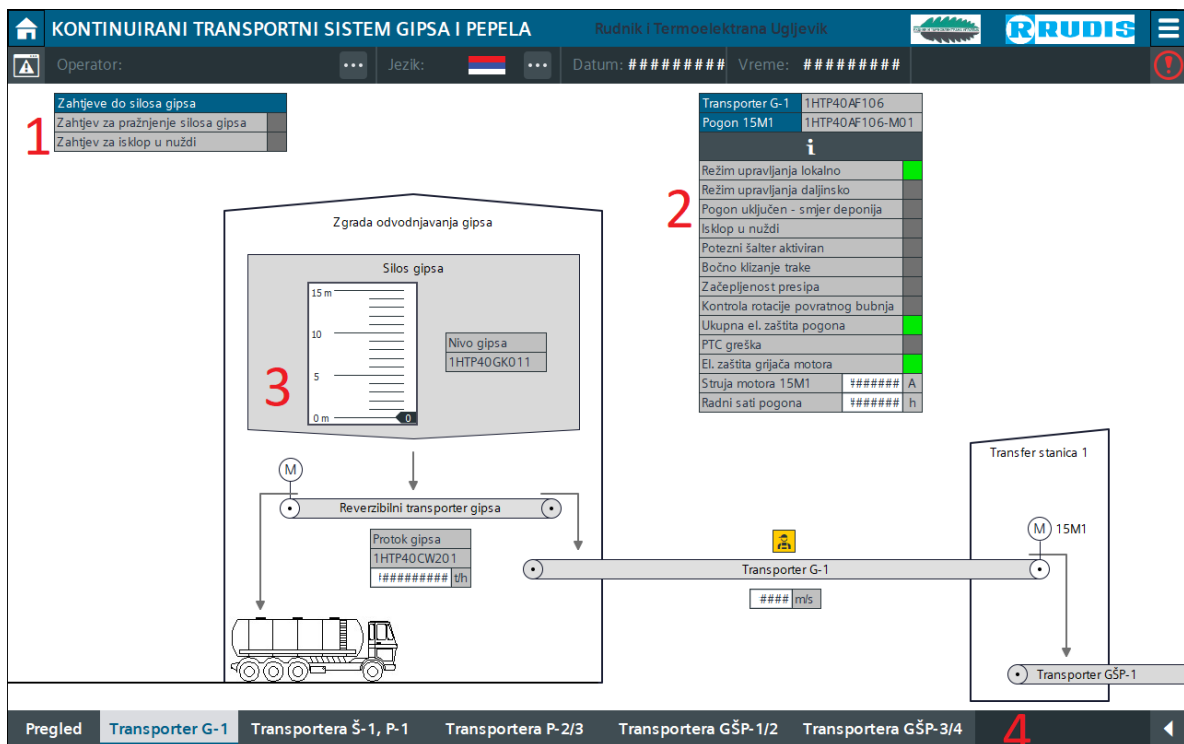 KONTINUIRANI TRANSPORTNI SISTEM GIPSA I PEPELA Rudnik i Termoelektrana Ugljevik RUDIS
Operator: ... Jezik: ... Datum: ######### Vreme: #########
Zahtjeve do silosa gipsa
Zahtjev za pražnjenje silosa gipsa
Zahtjev za isklop u nuždi
1
Transporter G-1 1HTP40AF106
Pogon 15M1 1HTP40AF106-M01
i
Režim upravljanja lokalno
Režim upravljanja daljinsko
Pogon uključen - smjer deponija
Isklop u nuždi
Potezni šalter aktiviran
Bočno klizanje trake
Začepljenost presipa
Kontrola rotacije povratnog bubnja
Ukupna el. zaštita pogona
PTC greška
El. zaštita grijača motora
Struja motora 15M1 ####### A
Radni sati pogona ####### h
2
Zgrada odvodnjavanja gipsa
Silos gipsa
15 m
10
5
0 m
0
3
Nivo gipsa
1HTP40GK011
M
Reverzibilni transporter gipsa
Protok gipsa
1HTP40CW201
######### t/h
Transporter G-1
#### m/s
Transfer stanica 1
M 15M1
Transporter GŠP-1
Pregled Transporter G-1 Transportera Š-1, P-1 Transportera P-2/3 Transportera GŠP-1/2 Transportera GŠP-3/4 4